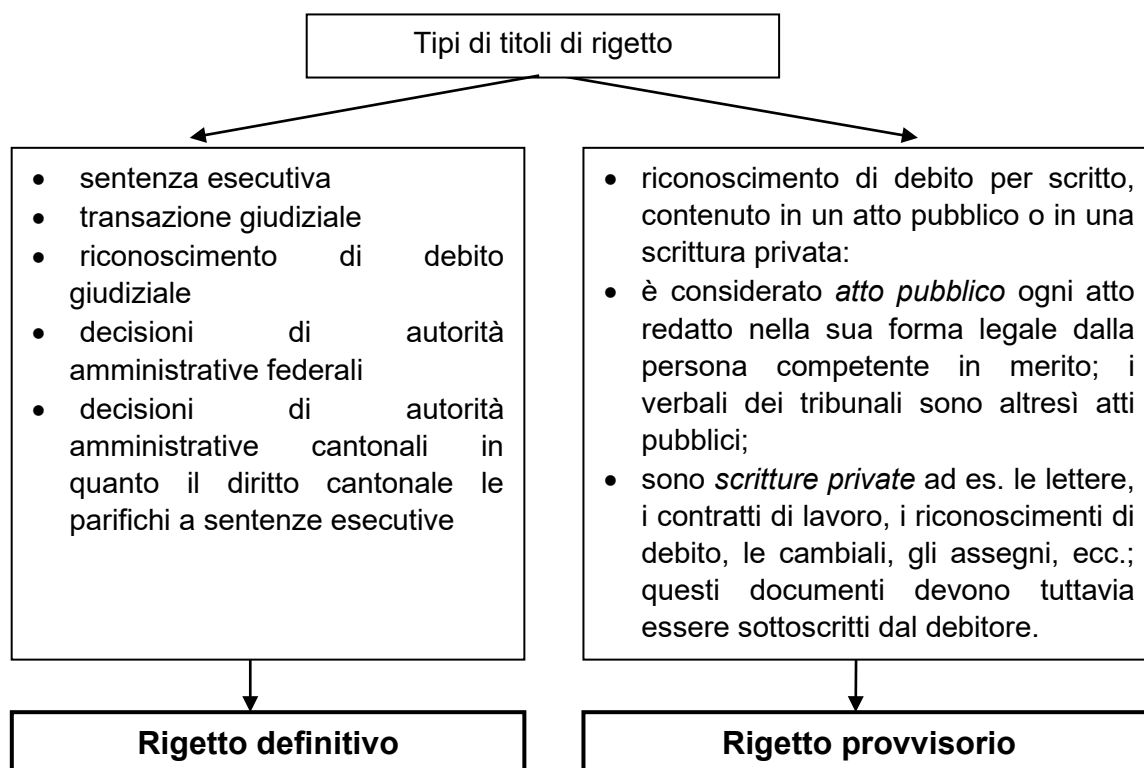 Tipi di titoli di rigetto
• sentenza esecutiva
• transazione giudiziale
• riconoscimento di debito
giudiziale
• decisioni di autorità
amministrative federali
• decisioni di autorità
amministrative cantonali in
quanto il diritto cantonale le
parifichi a sentenze esecutive
• riconoscimento di debito per scritto,
contenuto in un atto pubblico o in una
scrittura privata:
• è considerato atto pubblico ogni atto
redatto nella sua forma legale dalla
persona competente in merito; i
verbali dei tribunali sono altresì atti
pubblici;
• sono scritture private ad es. le lettere,
i contratti di lavoro, i riconoscimenti di
debito, le cambiali, gli assegni, ecc.;
questi documenti devono tuttavia
essere sottoscritti dal debitore.
Rigetto definitivo
Rigetto provvisorio